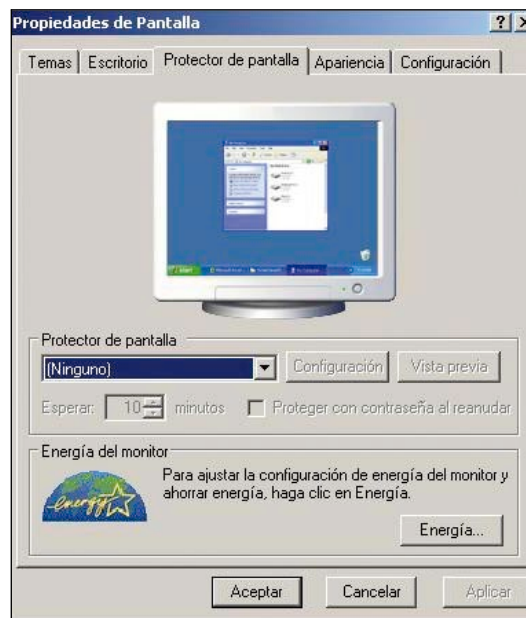 Propiedades de Pantalla
Temas Escritorio Protector de pantalla Apariencia Configuración
Protector de pantalla
(Ninguno) Configuración Vista previa
Esperar: 10 minutos Proteger con contraseña al reanudar
Energía del monitor
Para ajustar la configuración de energía del monitor y
ahorrar energía, haga clic en Energía.
energy
Energía...
Aceptar Cancelar Aplicar